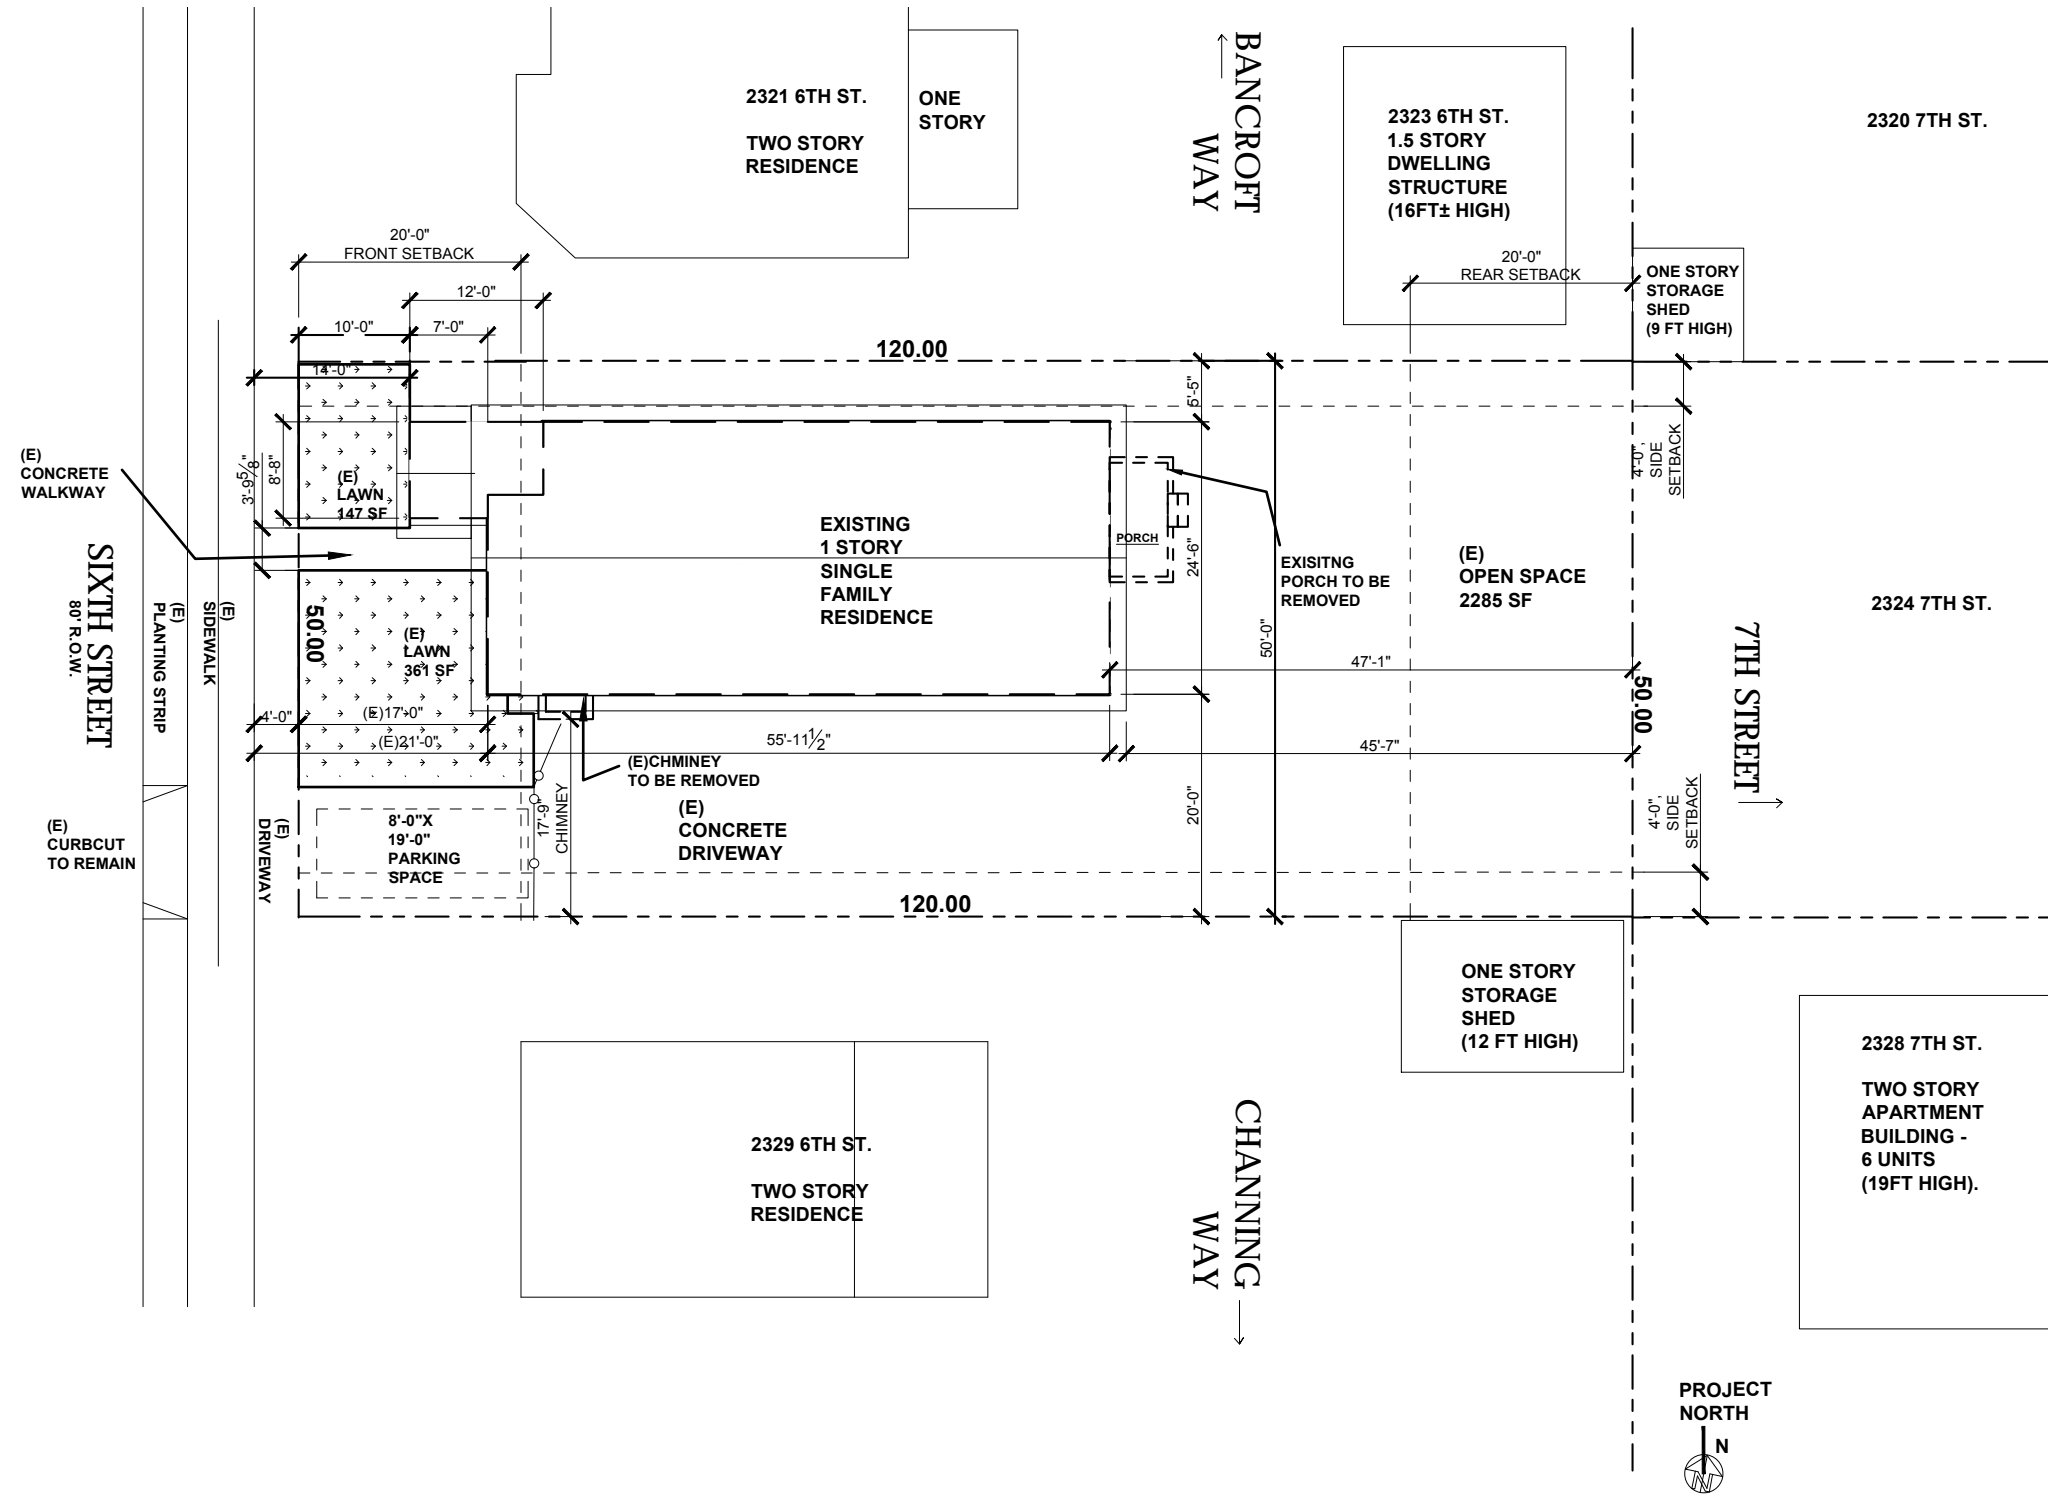 2321 6TH ST.
TWO STORY
RESIDENCE
ONE
STORY
BANCROFT
WAY
2323 6TH ST.
1.5 STORY
DWELLING
STRUCTURE
(16FT± HIGH)
2320 7TH ST.
20'-0"
FRONT SETBACK
12'-0"
10'-0"
7'-0"
14'-0"
20'-0"
REAR SETBACK
ONE STORY
STORAGE
SHED
(9 FT HIGH)
120.00
5'-5"
4'-0",
SIDE
SETBACK
(E)
CONCRETE
WALKWAY
3'-9⅝"
8'-8"
(E)
LAWN
147 SF
EXISTING
1 STORY
SINGLE
FAMILY
RESIDENCE
PORCH
24'-6"
EXISITNG
PORCH TO BE
REMOVED
(E)
OPEN SPACE
2285 SF
2324 7TH ST.
SIXTH STREET
80' R.O.W.
(E)
PLANTING STRIP
(E)
SIDEWALK
50.00
(E)
LAWN
361 SF
50'-0"
47'-1"
50.00
7TH STREET
4'-0"
(E)17'-0"
(E)21'-0"
55'-11½"
45'-7"
(E)CHMINEY
TO BE REMOVED
17'-9"
CHIMNEY
20'-0"
4'-0",
SIDE
SETBACK
(E)
CURBCUT
TO REMAIN
(E)
DRIVEWAY
8'-0"X
19'-0"
PARKING
SPACE
(E)
CONCRETE
DRIVEWAY
120.00
ONE STORY
STORAGE
SHED
(12 FT HIGH)
2329 6TH ST.
TWO STORY
RESIDENCE
CHANNING
WAY
2328 7TH ST.
TWO STORY
APARTMENT
BUILDING -
6 UNITS
(19FT HIGH).
PROJECT
NORTH
N
N